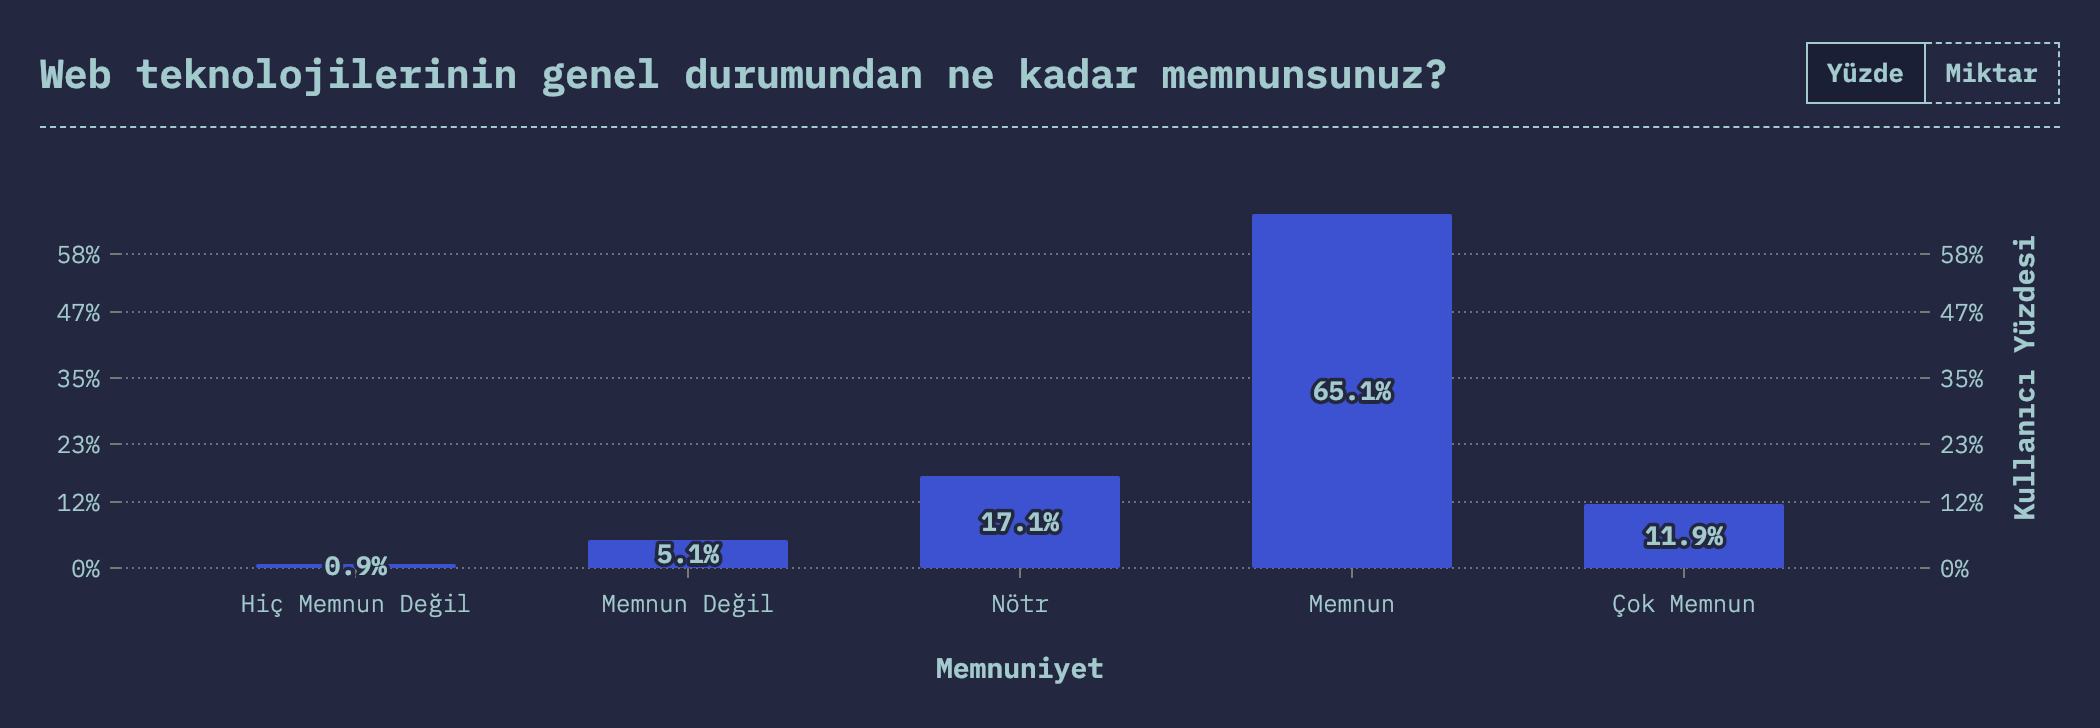 Web teknolojilerinin genel durumundan ne kadar memnunsunuz?
Yüzde Miktar
58% 58%
47% 47%
35% 35%
23% 23%
12% 12%
0% 0%
Kullanıcı Yüzdesi
0.9% 5.1% 17.1% 65.1% 11.9%
Hiç Memnun Değil Memnun Değil Nötr Memnun Çok Memnun
Memnuniyet